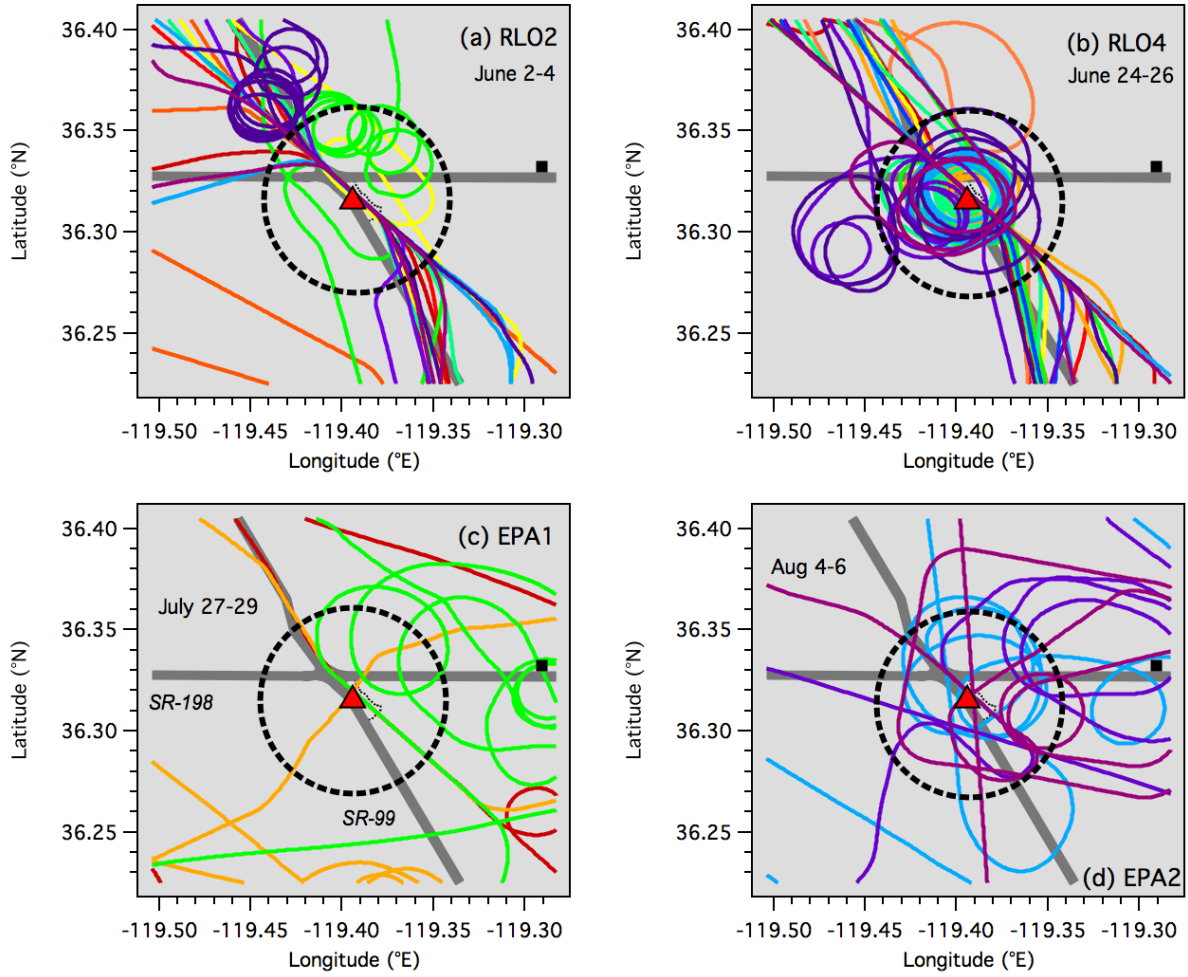 (a) RLO2
June 2-4
36.40
36.35
36.30
36.25
Latitude (°N)
-119.50 -119.45 -119.40 -119.35 -119.30
Longitude (°E)
(b) RLO4
June 24-26
36.40
36.35
36.30
36.25
Latitude (°N)
-119.50 -119.45 -119.40 -119.35 -119.30
Longitude (°E)
(c) EPA1
July 27-29
SR-198
SR-99
36.40
36.35
36.30
36.25
Latitude (°N)
-119.50 -119.45 -119.40 -119.35 -119.30
Longitude (°E)
Aug 4-6
(d) EPA2
36.40
36.35
36.30
36.25
Latitude (°N)
-119.50 -119.45 -119.40 -119.35 -119.30
Longitude (°E)